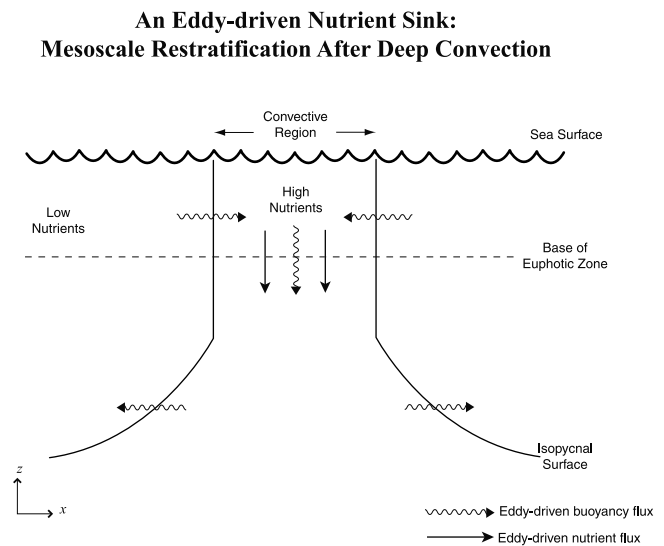 An Eddy-driven Nutrient Sink:
Mesoscale Restratification After Deep Convection
Convective
Region
Sea Surface
High
Nutrients
Low
Nutrients
Base of
Euphotic Zone
Isopycnal
Surface
z
x
Eddy-driven buoyancy flux
Eddy-driven nutrient flux